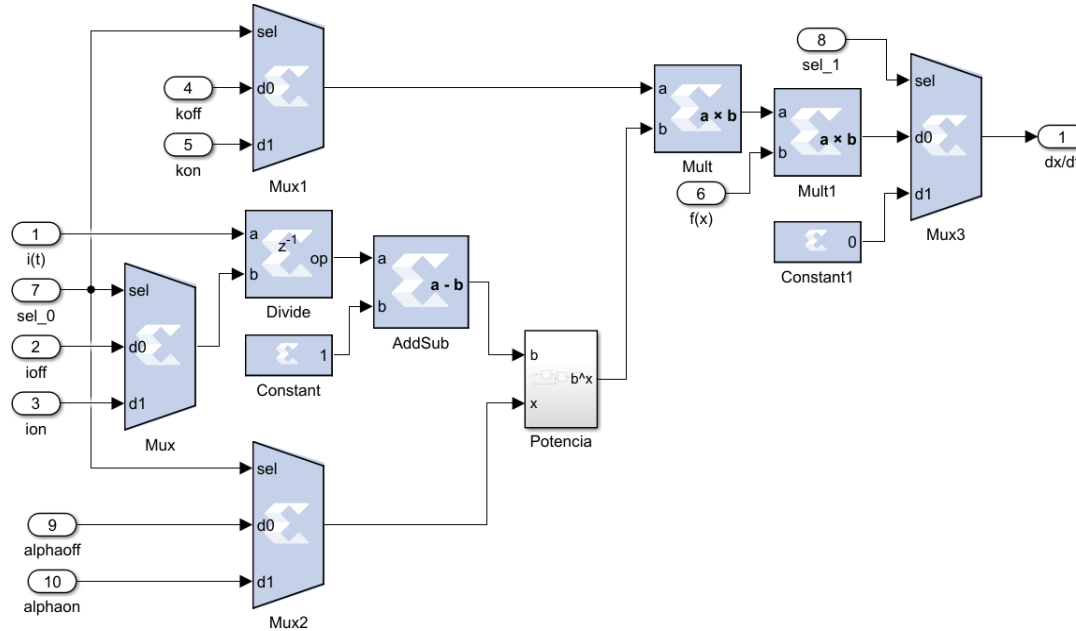 sel
4
koff
d0
5
kon
d1
Mux1
a
b
a × b
Mult
8
sel_1
a
b
a × b
Mult1
6
f(x)
sel
d0
d1
Mux3
0
Constant1
1
dx/dt
1
i(t)
7
sel_0
2
ioff
3
ion
sel
d0
d1
Mux
a
b
z-1
op
Divide
1
Constant
a
b
a - b
AddSub
b
x
b^x
Potencia
9
alphaoff
10
alphaon
sel
d0
d1
Mux2